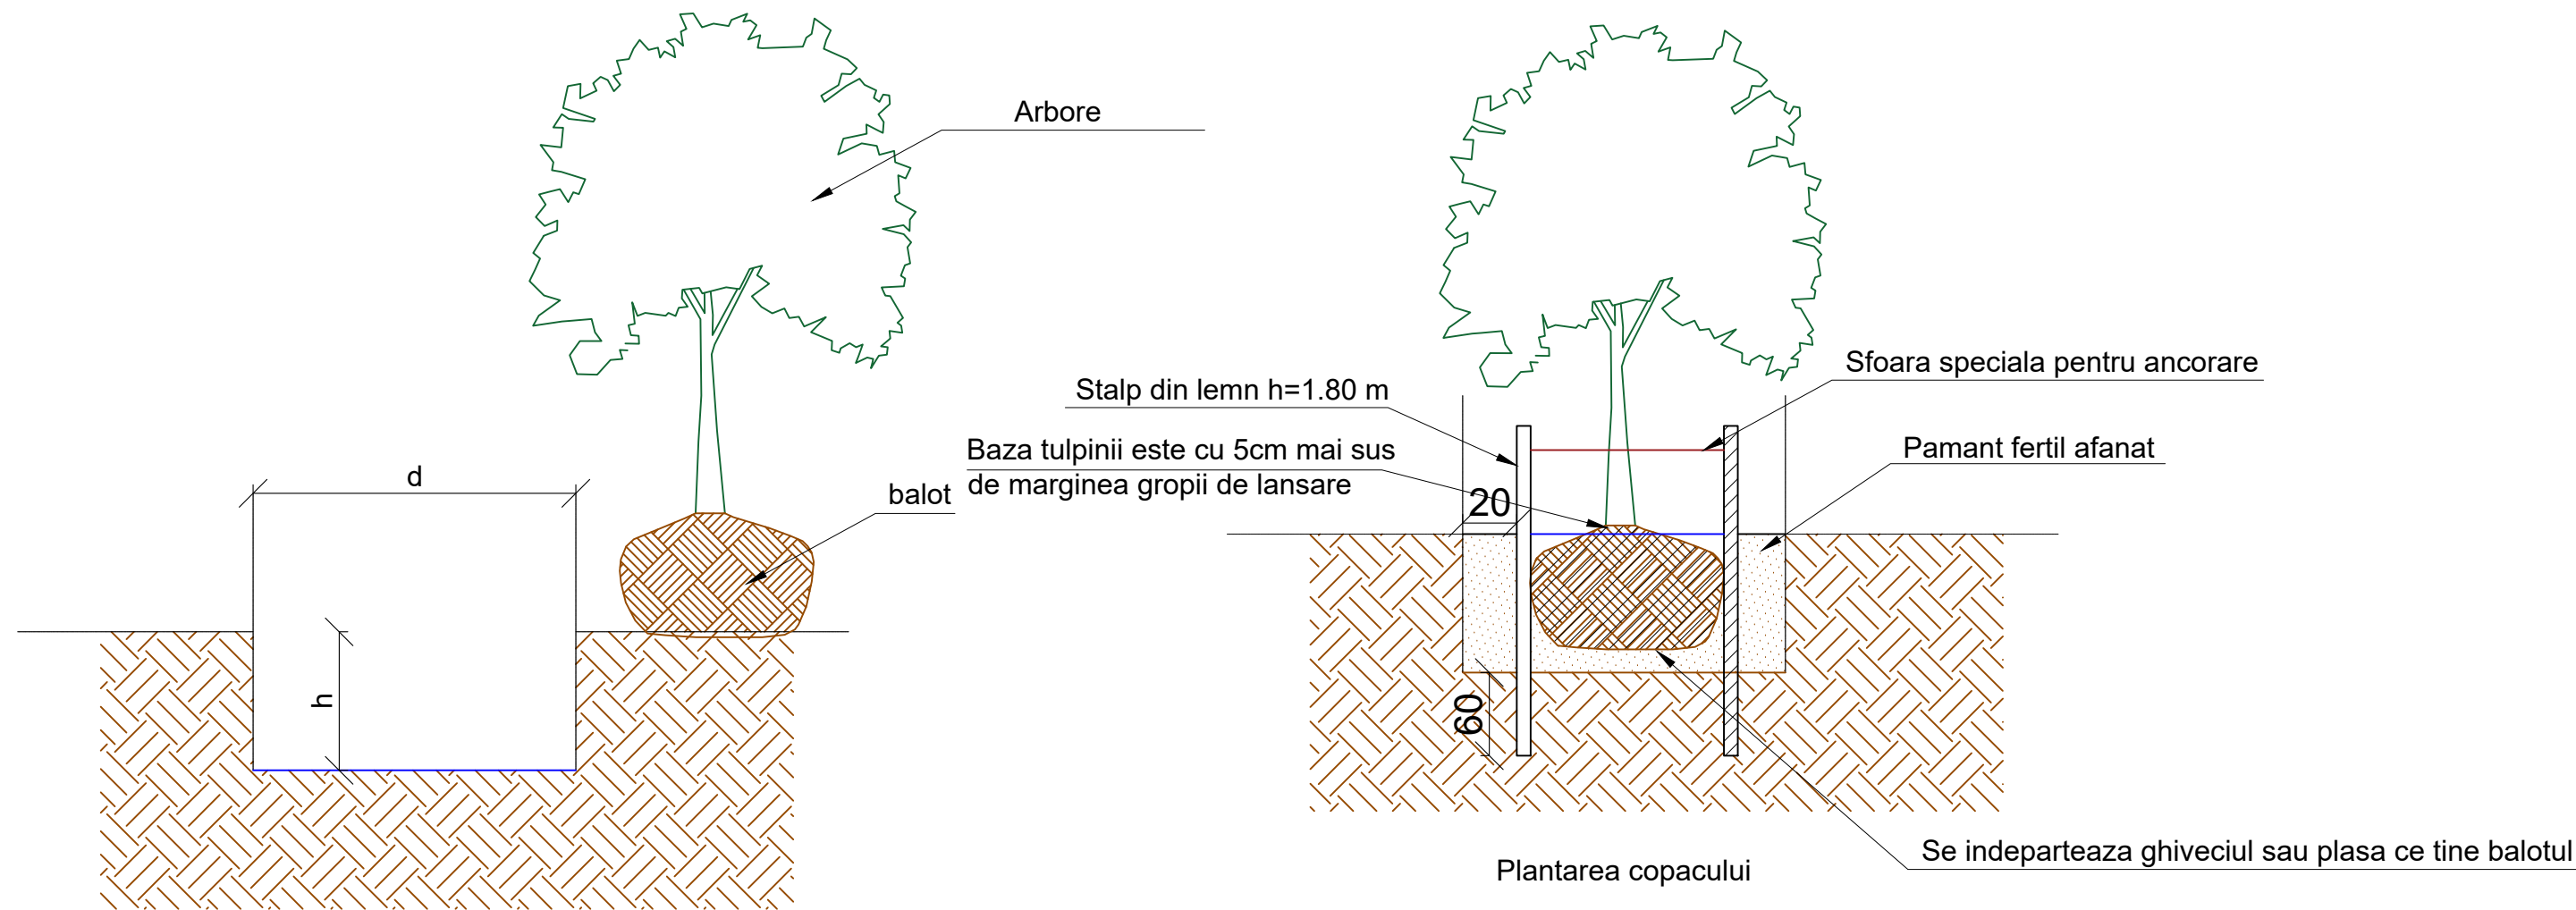 Arbore
d
balot
h
Stalp din lemn h=1.80 m
Baza tulpinii este cu 5cm mai sus
de marginea gropii de lansare
20
Sfoara speciala pentru ancorare
Pamant fertil afanat
60
Se indeparteaza ghiveciul sau plasa ce tine balotul
Plantarea copacului